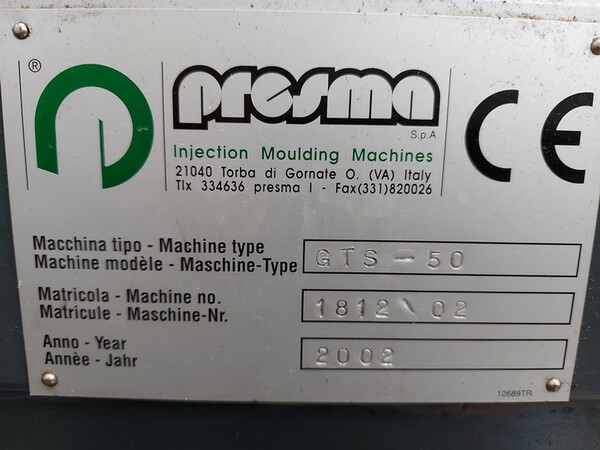 ®
presma
S.p.A
CE
Injection Moulding Machines
21040 Torba di Gornate O. (VA) Italy
Tlx 334636 presma I - Fax(331)820026
Macchina tipo - Machine type
Machine modèle - Maschine-Type
GTS - 50
Matricola - Machine no.
Matricule - Maschine-Nr.
1812\02
Anno - Year
Annèe - Jahr
2002
12689TR